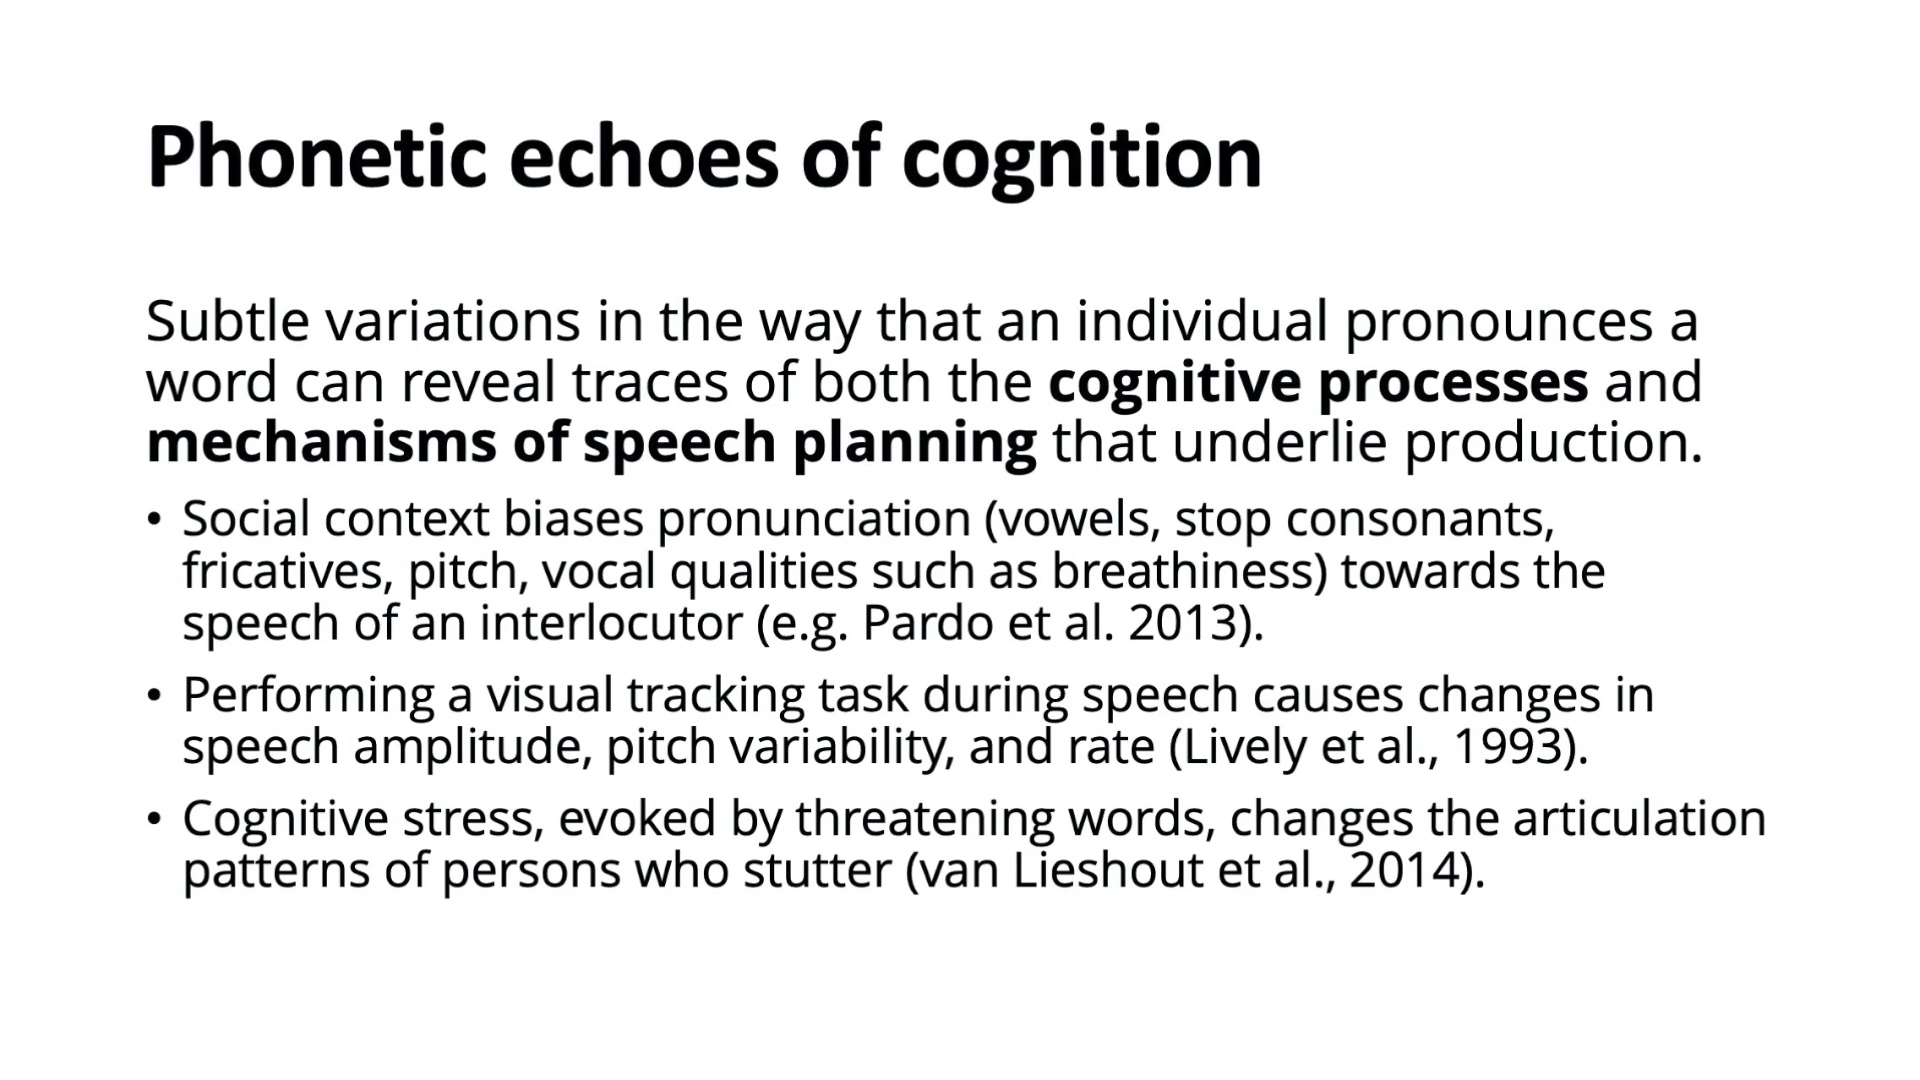 Phonetic echoes of cognition
Subtle variations in the way that an individual pronounces a
word can reveal traces of both the cognitive processes and
mechanisms of speech planning that underlie production.
• Social context biases pronunciation (vowels, stop consonants,
fricatives, pitch, vocal qualities such as breathiness) towards the
speech of an interlocutor (e.g. Pardo et al. 2013).
• Performing a visual tracking task during speech causes changes in
speech amplitude, pitch variability, and rate (Lively et al., 1993).
• Cognitive stress, evoked by threatening words, changes the articulation
patterns of persons who stutter (van Lieshout et al., 2014).